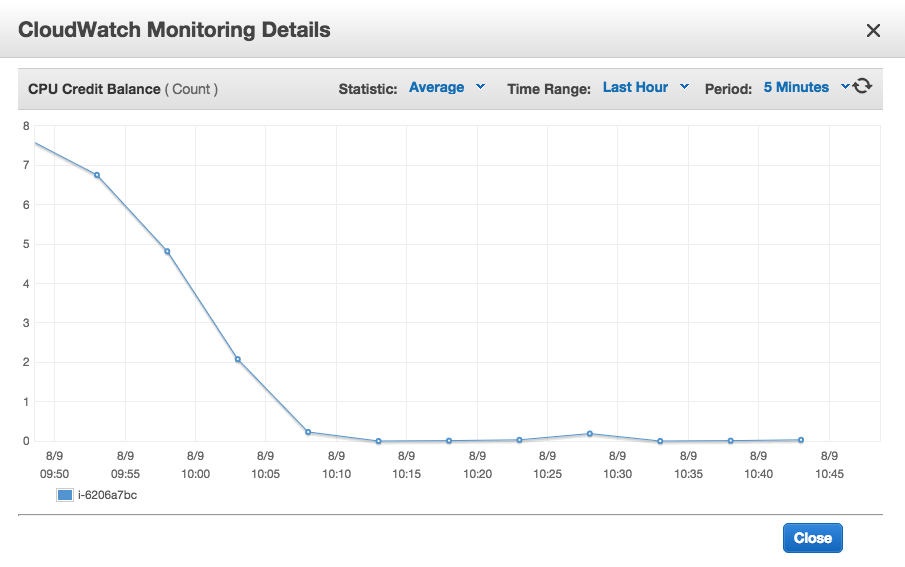 CloudWatch Monitoring Details
CPU Credit Balance ( Count ) Statistic: Average Time Range: Last Hour Period: 5 Minutes
8
7
6
5
4
3
2
1
0
8/9 8/9 8/9 8/9 8/9 8/9 8/9 8/9 8/9 8/9 8/9 8/9
09:50 09:55 10:00 10:05 10:10 10:15 10:20 10:25 10:30 10:35 10:40 10:45
i-6206a7bc
Close